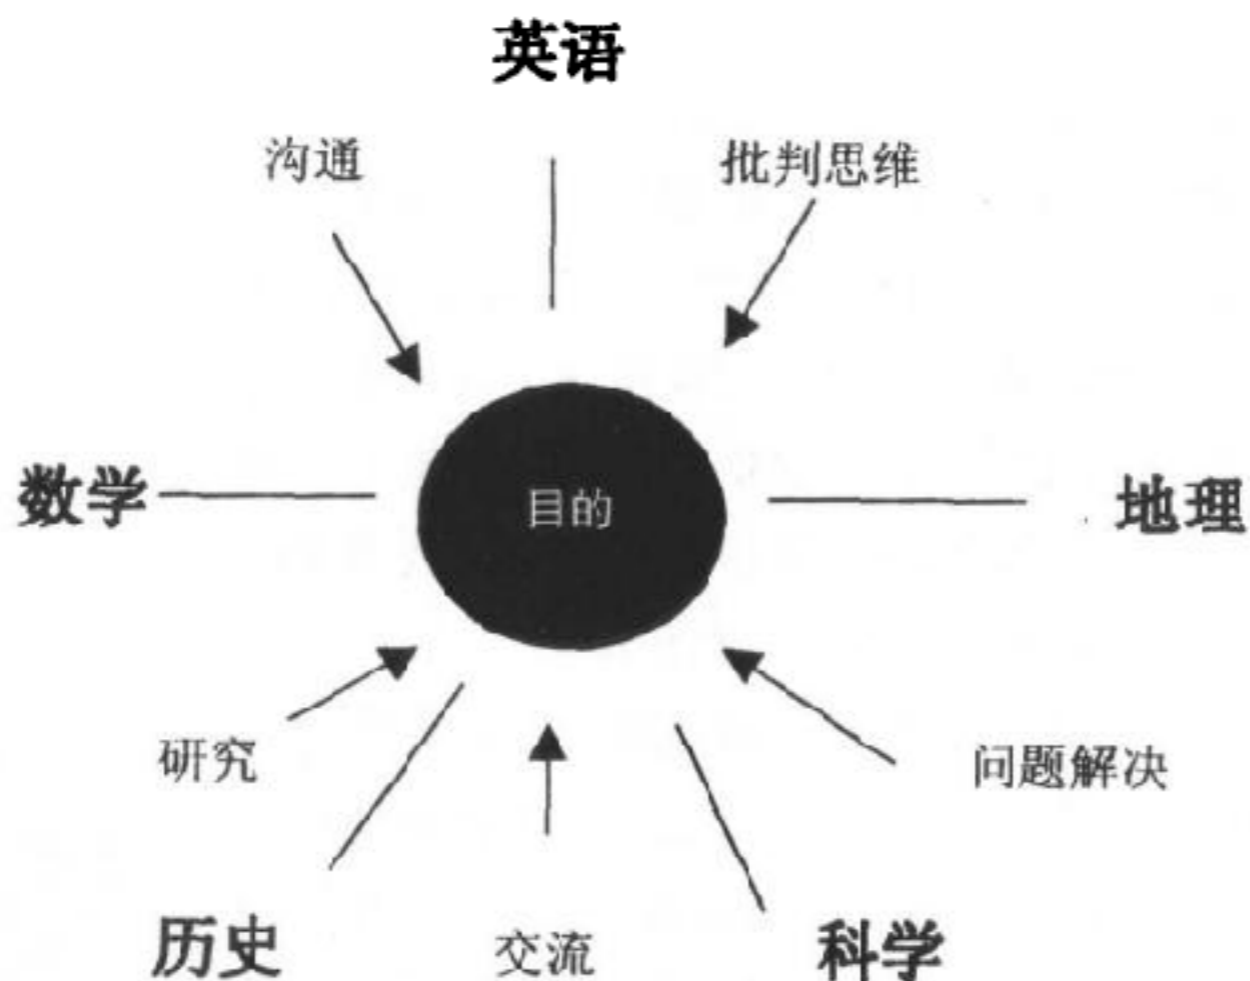 英语
沟通
批判思维
数学
目的
地理
研究
问题解决
历史
交流
科学